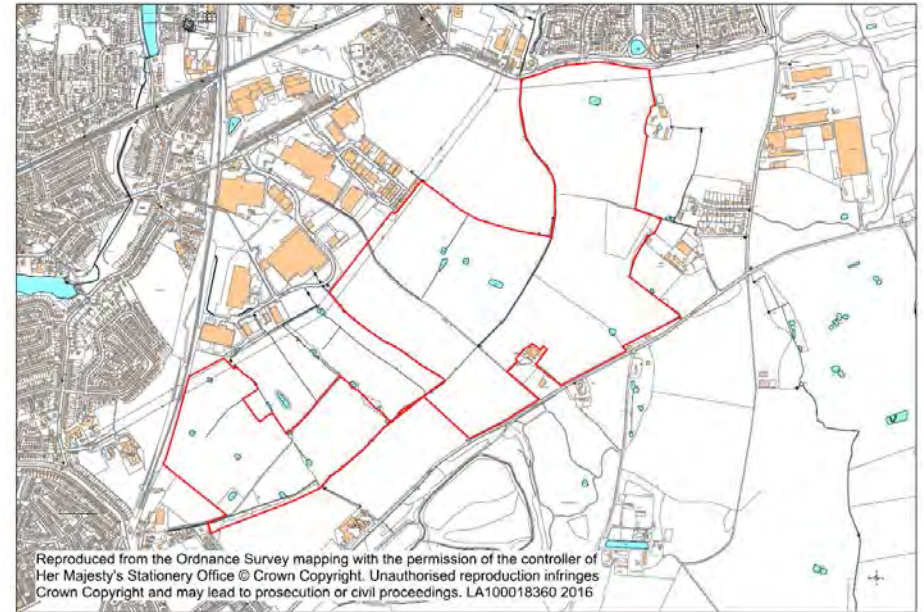 Reproduced from the Ordnance Survey mapping with the permission of the controller of
Her Majesty's Stationery Office © Crown Copyright. Unauthorised reproduction infringes
Crown Copyright and may lead to prosecution or civil proceedings. LA100018360 2016